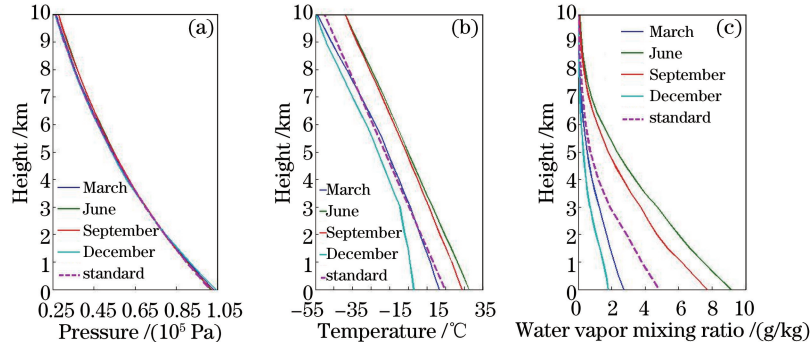 (a)
Height /km
10
9
8
7
6
5
4
3
2
1
0
March
June
September
December
standard
0.25 0.45 0.65 0.85 1.05
Pressure /(10⁵ Pa)
(b)
Height /km
10
9
8
7
6
5
4
3
2
1
0
March
June
September
December
standard
−55 −35 −15 −5 15 35
Temperature /℃
(c)
Height /km
10
9
8
7
6
5
4
3
2
1
0
March
June
September
December
standard
0 2 4 6 8 10
Water vapor mixing ratio /(g/kg)